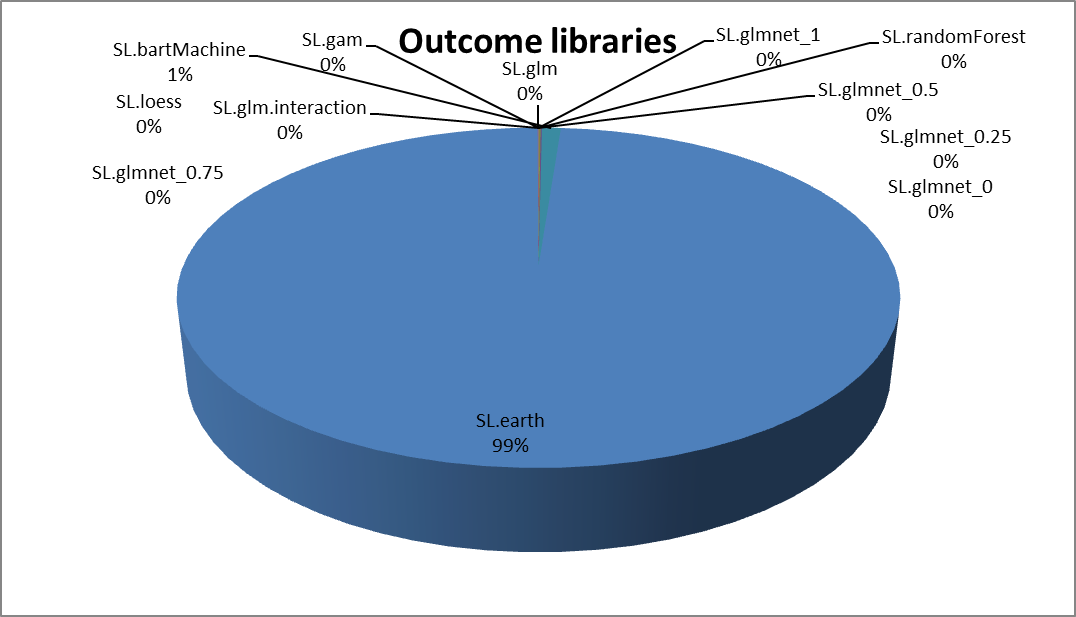 Outcome libraries
SL.bartMachine
1%
SL.gam
0%
SL.glm
0%
SL.glmnet_1
0%
SL.randomForest
0%
SL.loess
0%
SL.glm.interaction
0%
SL.glmnet_0.5
0%
SL.glmnet_0.25
0%
SL.glmnet_0.75
0%
SL.glmnet_0
0%
SL.earth
99%